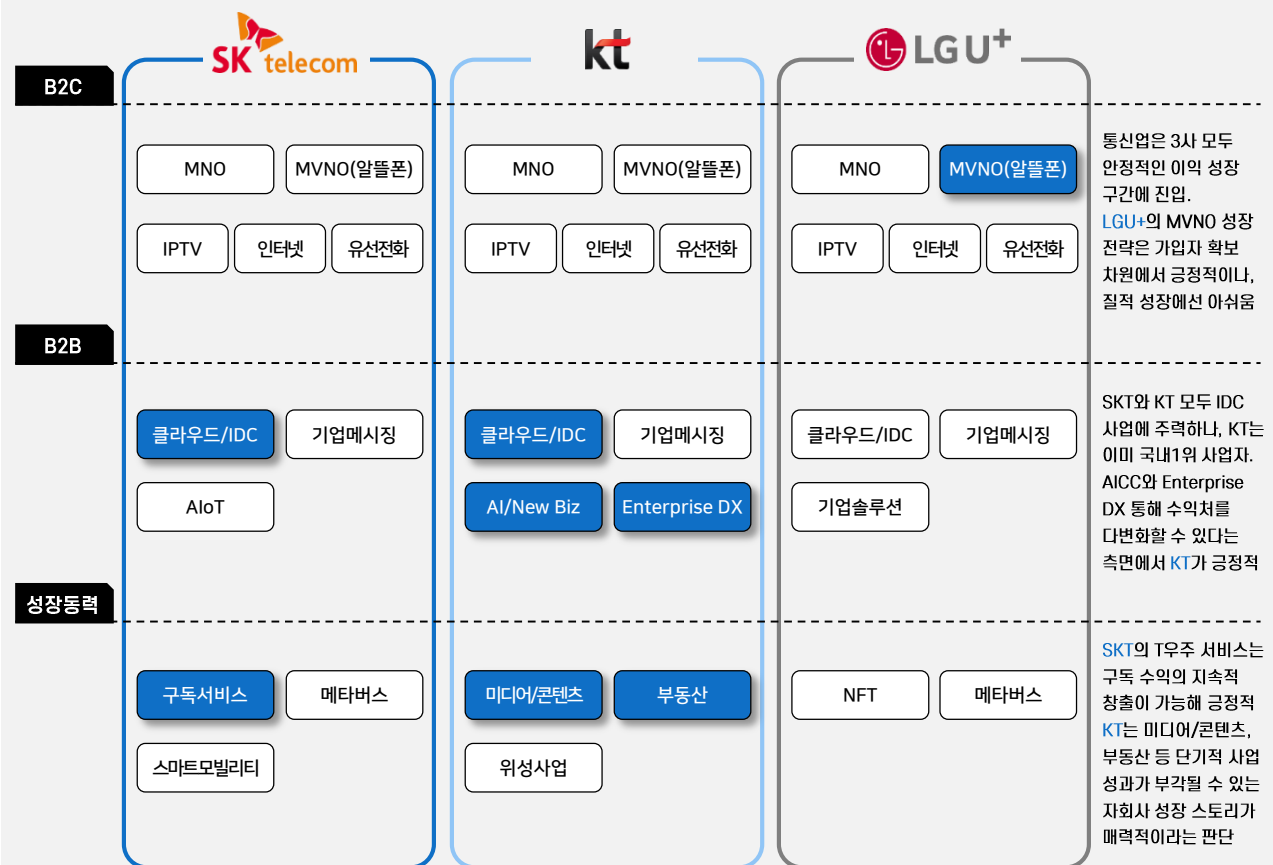 SK telecom
kt
LG U+
B2C
MNO
MVNO(알뜰폰)
IPTV
인터넷
유선전화
MNO
MVNO(알뜰폰)
IPTV
인터넷
유선전화
MNO
MVNO(알뜰폰)
IPTV
인터넷
유선전화
통신업은 3사 모두
안정적인 이익 성장
구간에 진입.
LGU+의 MVNO 성장
전략은 가입자 확보
차원에서 긍정적이나,
질적 성장에선 아쉬움
B2B
클라우드/IDC
기업메시징
AIoT
클라우드/IDC
기업메시징
AI/New Biz
Enterprise DX
클라우드/IDC
기업메시징
기업솔루션
SKT와 KT 모두 IDC
사업에 주력하나, KT는
이미 국내1위 사업자.
AICC와 Enterprise
DX 통해 수익처를
다변화할 수 있다는
측면에서 KT가 긍정적
성장동력
구독서비스
메타버스
스마트모빌리티
미디어/콘텐츠
부동산
위성사업
NFT
메타버스
SKT의 T우주 서비스는
구독 수익의 지속적
창출이 가능해 긍정적
KT는 미디어/콘텐츠,
부동산 등 단기적 사업
성과가 부각될 수 있는
자회사 성장 스토리가
매력적이라는 판단